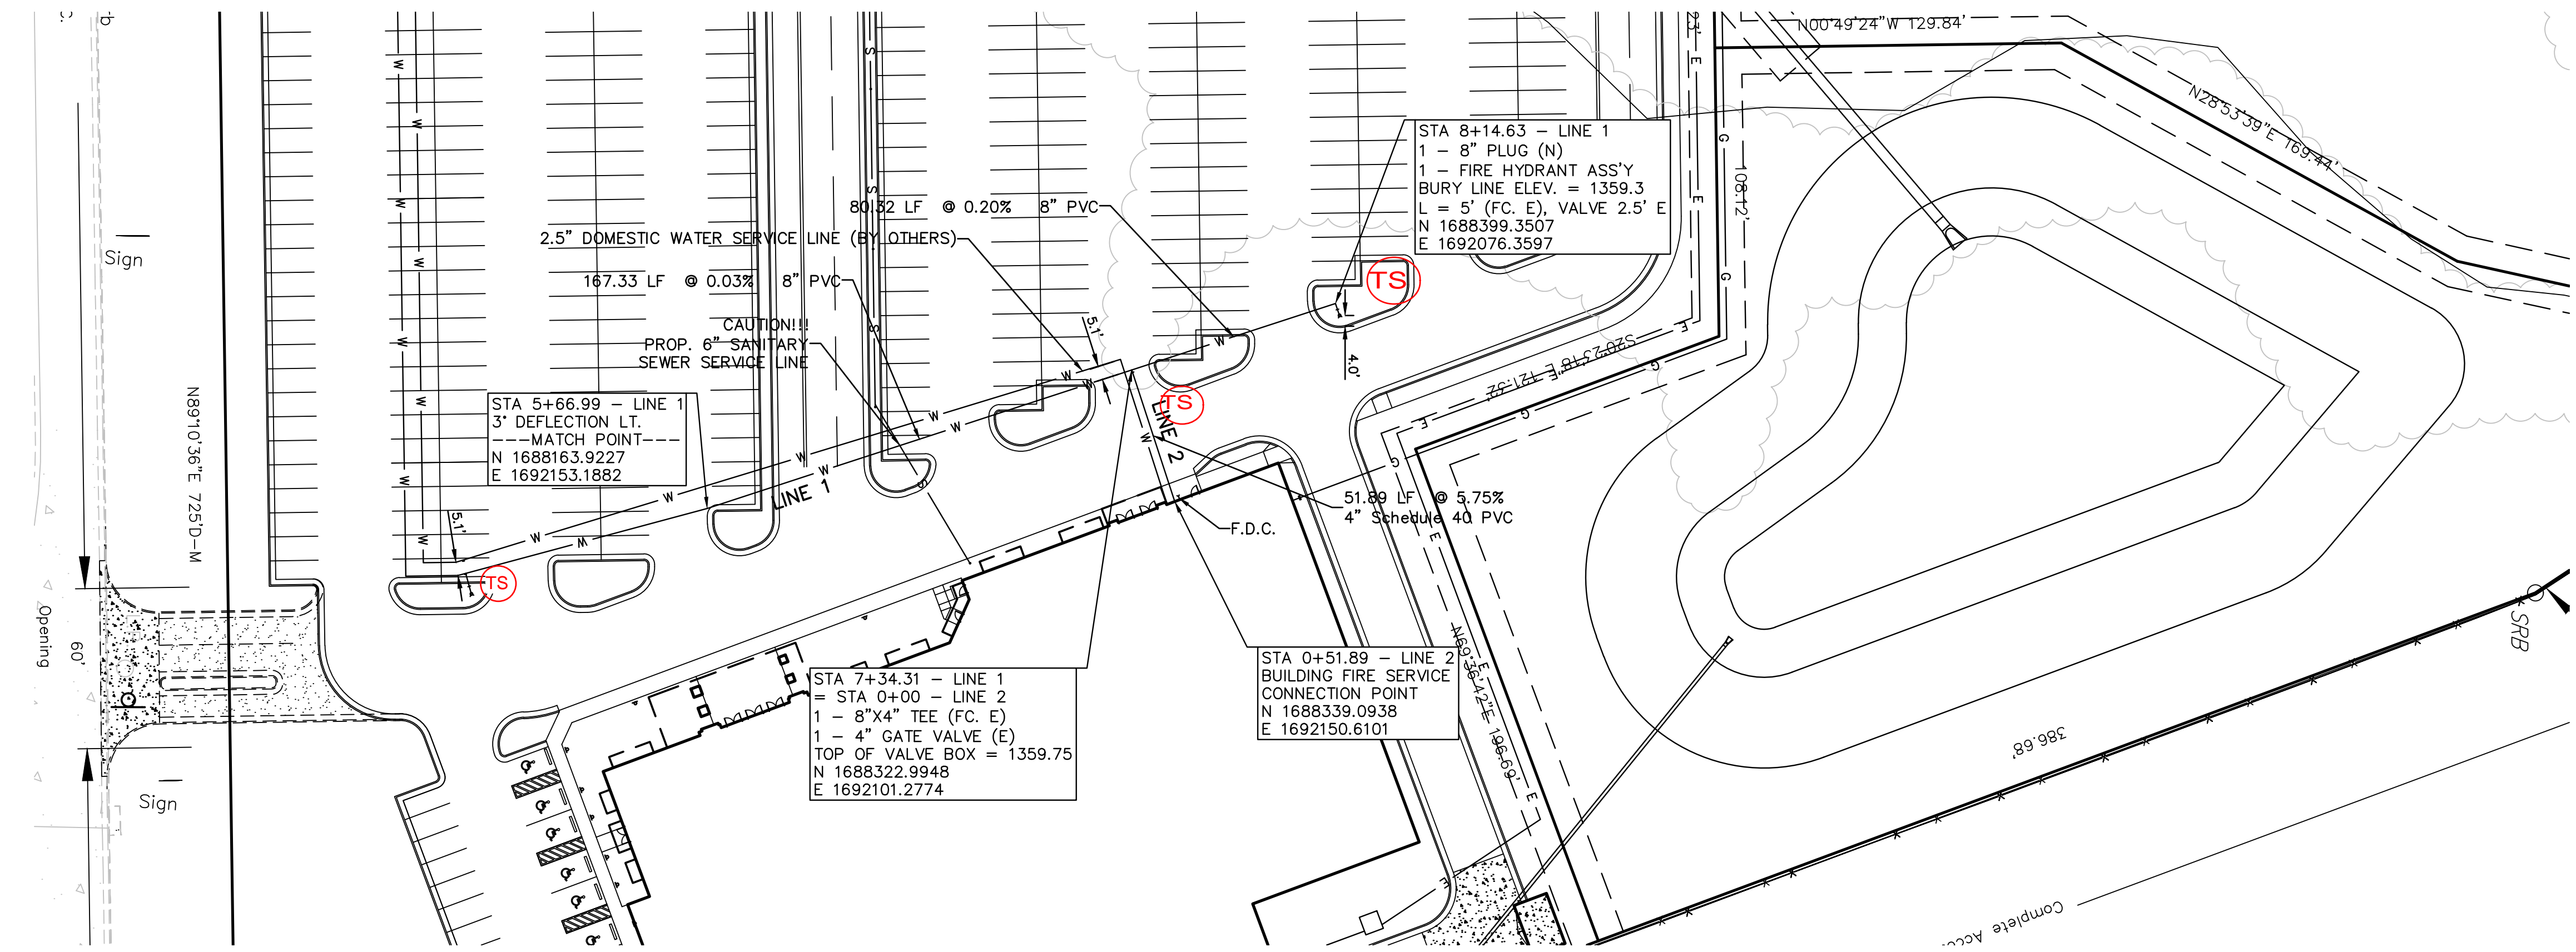 N00°49'24"W 129.84'
N28°53'39"E 169.44'
23'
STA 8+14.63 – LINE 1
1 – 8" PLUG (N)
1 – FIRE HYDRANT ASS'Y
BURY LINE ELEV. = 1359.3
L = 5' (FC. E), VALVE 2.5' E
N 1688399.3507
E 1692076.3597
108.12'
80.32 LF @ 0.20% 8" PVC
2.5" DOMESTIC WATER SERVICE LINE (BY OTHERS)
167.33 LF @ 0.03% 8" PVC
CAUTION!!!
PROP. 6" SANITARY
SEWER SERVICE LINE
Sign
5.1'
4.0'
TS
TS
S20°23'18"E 121.52'
STA 5+66.99 – LINE 1
3° DEFLECTION LT.
---MATCH POINT---
N 1688163.9227
E 1692153.1882
N89°10'36"E 725'D–M
LINE 1
LINE 2
51.89 LF @ 5.75%
4" Schedule 40 PVC
F.D.C.
5.1'
TS
Opening
60'
STA 7+34.31 – LINE 1
= STA 0+00 – LINE 2
1 – 8"X4" TEE (FC. E)
1 – 4" GATE VALVE (E)
TOP OF VALVE BOX = 1359.75
N 1688322.9948
E 1692101.2774
STA 0+51.89 – LINE 2
BUILDING FIRE SERVICE
CONNECTION POINT
N 1688339.0938
E 1692150.6101
N69°36'42"E 196.69'
386.68'
SRB
Sign
Complete Acce
W
S
E
G